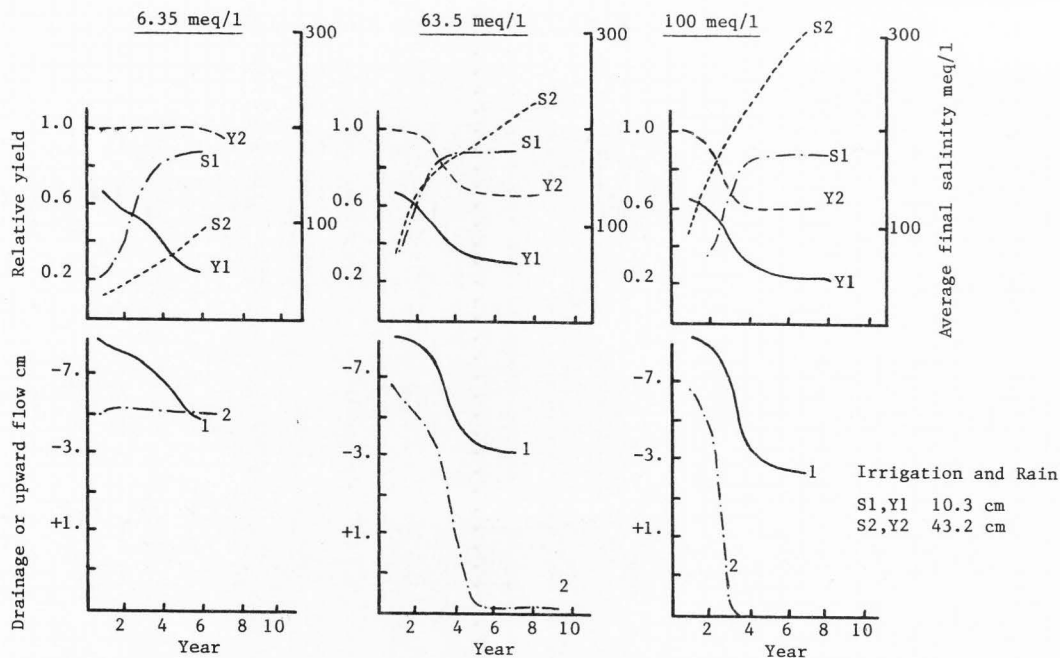 6.35 meq/l
63.5 meq/l
100 meq/l
300
300
300
S2
S2
1.0
1.0
1.0
Y2
S1
S1
S1
Y2
Relative yield
0.6
0.6
0.6
Y2
100
100
100
S2
0.2
Y1
0.2
Y1
0.2
Y1
Average final salinity meq/l
Drainage or upward flow cm
-7.
-7.
-7.
2
1
-3.
-3.
1
-3.
1
Irrigation and Rain
S1,Y1 10.3 cm
S2,Y2 43.2 cm
+1.
+1.
+1.
2
2
2 4 6 8 10
2 4 6 8 10
2 4 6 8 10
Year
Year
Year